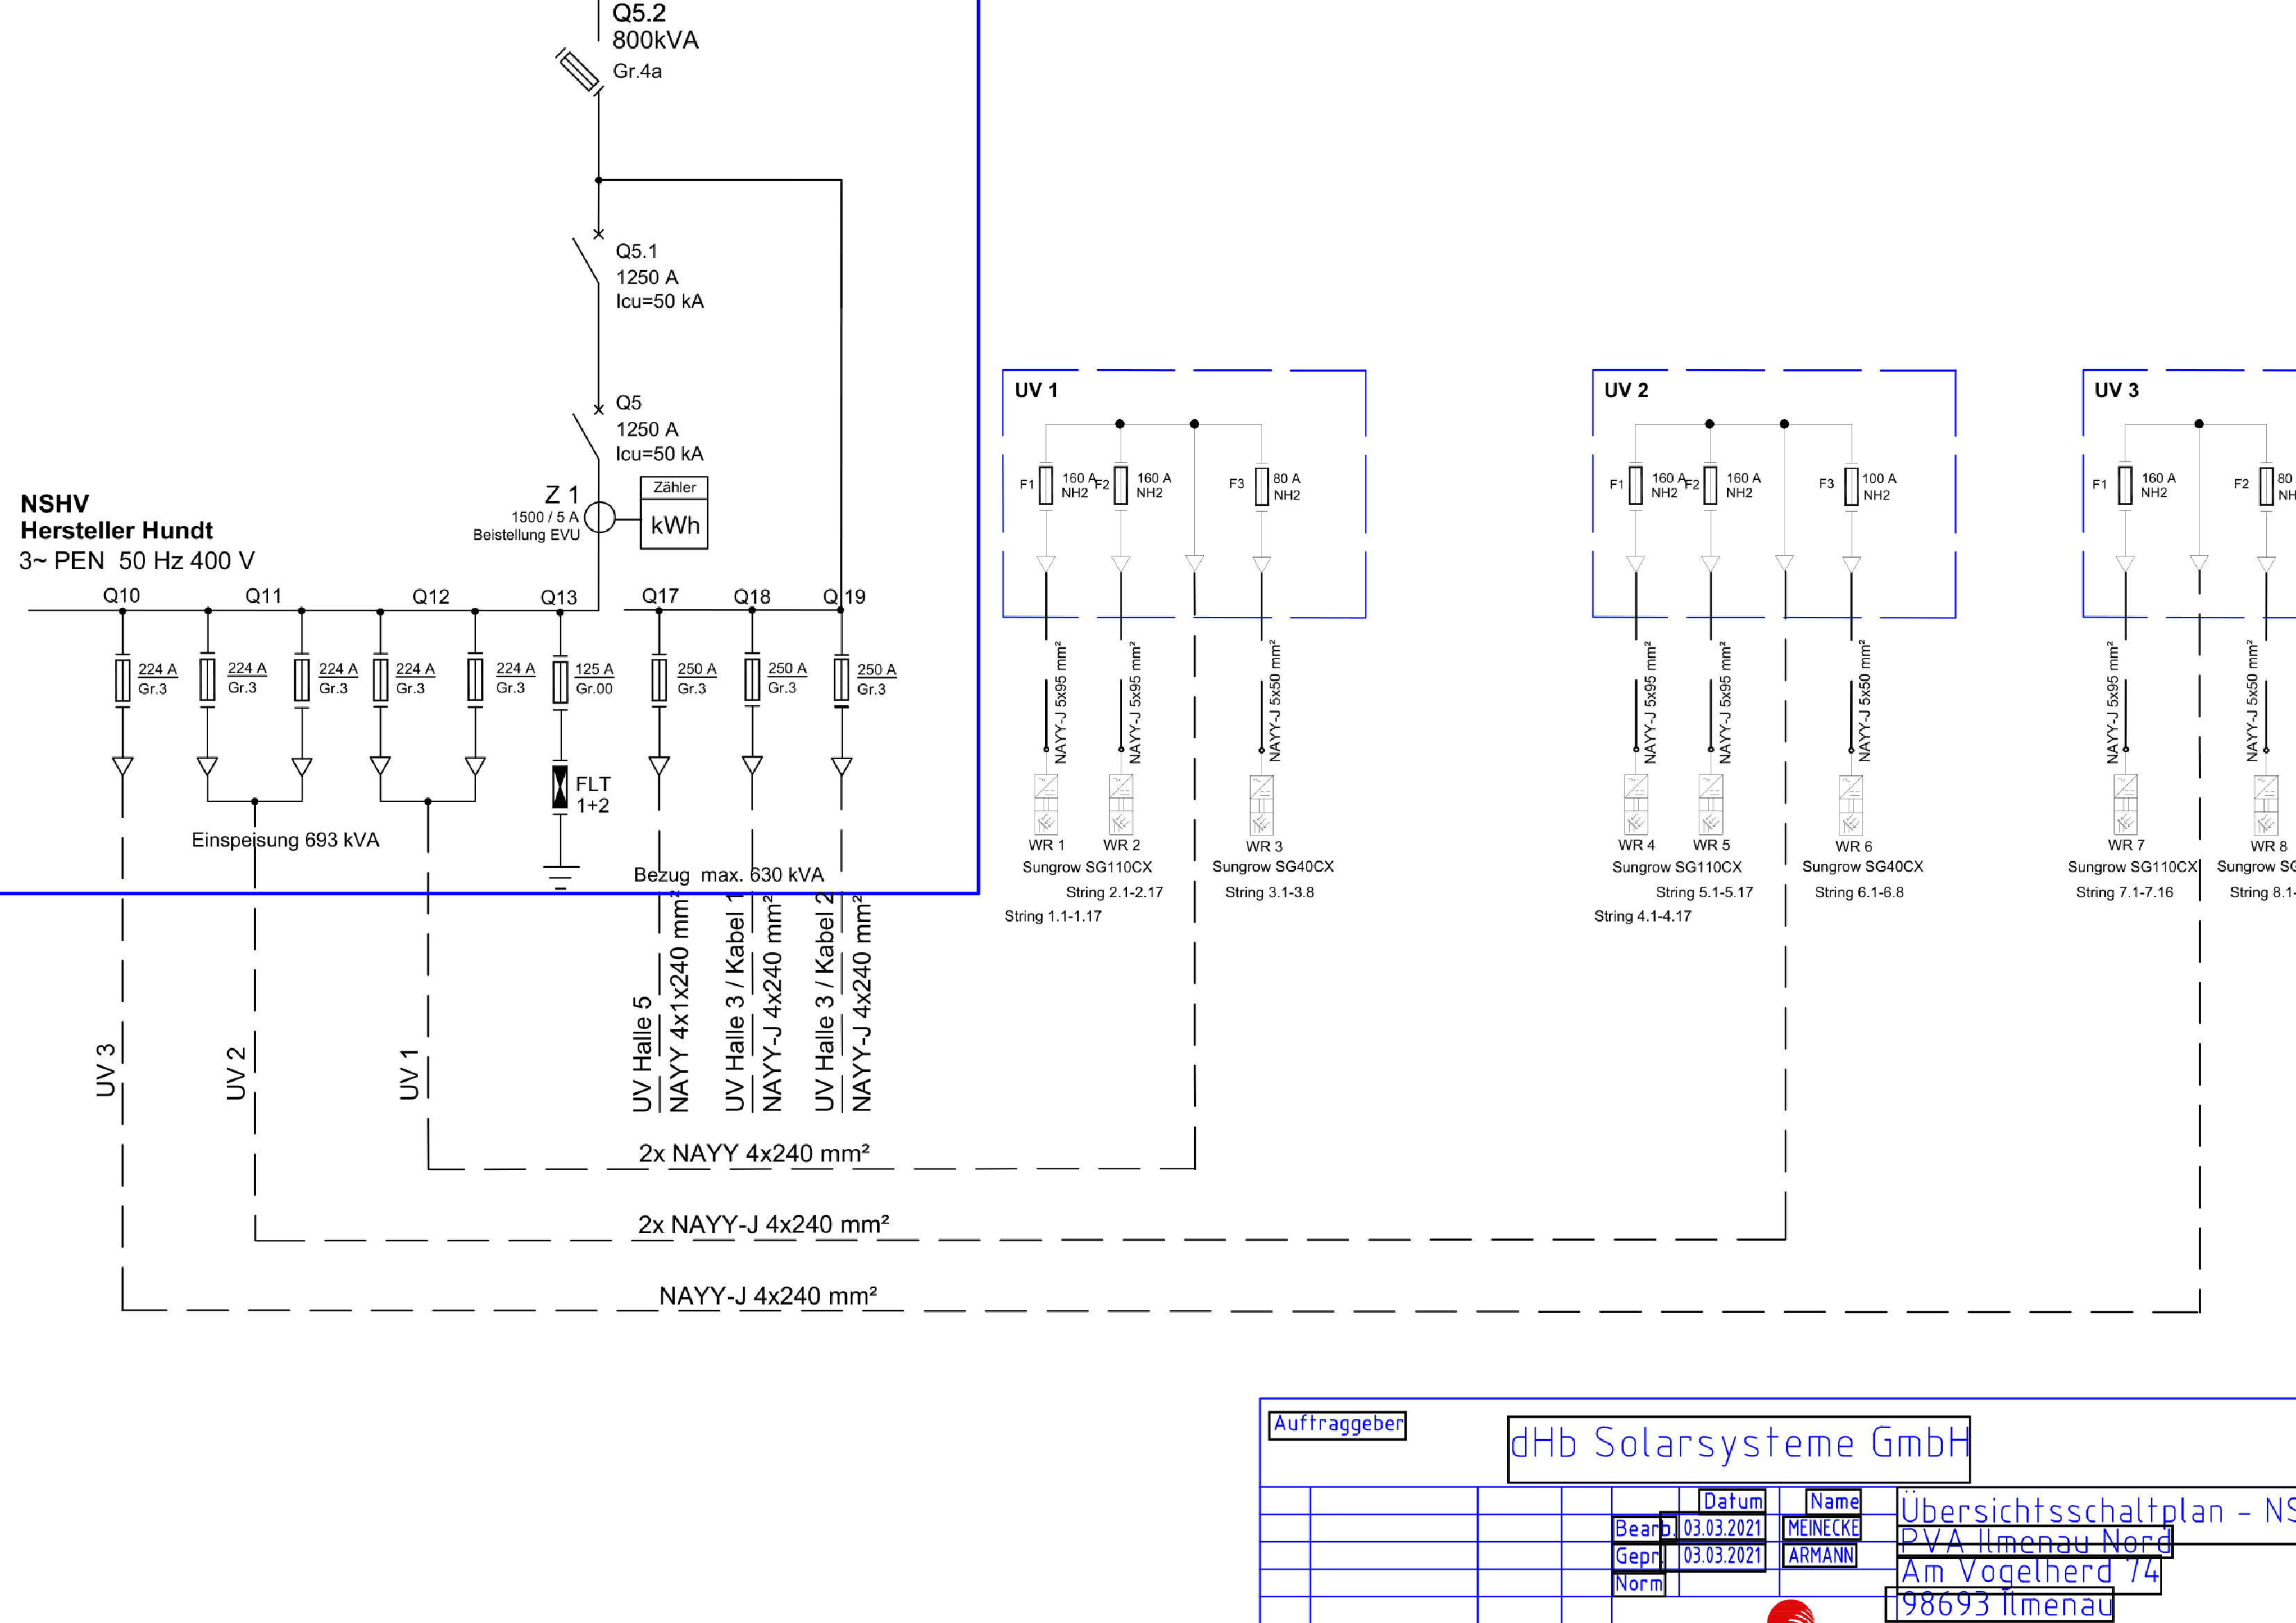 Q5.2
800kVA
Gr.4a
Q5.1
1250 A
Icu=50 kA
Q5
1250 A
Icu=50 kA
Z 1
1500 / 5 A
Beistellung EVU
Zähler
kWh
NSHV
Hersteller Hundt
3~ PEN 50 Hz 400 V
Q10
Q11
Q12
Q13
Q17
Q18
Q19
224 A
Gr.3
224 A
Gr.3
224 A
Gr.3
224 A
Gr.3
224 A
Gr.3
125 A
Gr.00
250 A
Gr.3
250 A
Gr.3
250 A
Gr.3
FLT
1+2
Einspeisung 693 kVA
Bezug max. 630 kVA
UV 3
UV 2
UV 1
UV Halle 5
NAYY 4x1x240 mm²
UV Halle 3 / Kabel 1
NAYY-J 4x240 mm²
UV Halle 3 / Kabel 2
NAYY-J 4x240 mm²
2x NAYY 4x240 mm²
2x NAYY-J 4x240 mm²
NAYY-J 4x240 mm²
UV 1
F1
160 A
NH2
F2
160 A
NH2
F3
80 A
NH2
NAYY-J 5x95 mm²
NAYY-J 5x95 mm²
NAYY-J 5x50 mm²
WR 1
WR 2
WR 3
Sungrow SG110CX
Sungrow SG40CX
String 2.1-2.17
String 3.1-3.8
String 1.1-1.17
UV 2
F1
160 A
NH2
F2
160 A
NH2
F3
100 A
NH2
NAYY-J 5x95 mm²
NAYY-J 5x95 mm²
NAYY-J 5x50 mm²
WR 4
WR 5
WR 6
Sungrow SG110CX
Sungrow SG40CX
String 5.1-5.17
String 6.1-6.8
String 4.1-4.17
UV 3
F1
160 A
NH2
F2
80
NH
NAYY-J 5x95 mm²
NAYY-J 5x50 mm²
WR 7
WR 8
Sungrow SG110CX
Sungrow SG
String 7.1-7.16
String 8.1-
Auftraggeber
dHb Solarsysteme GmbH
Datum
Name
Bearb.
03.03.2021
MEINECKE
Gepr.
03.03.2021
ARMANN
Norm
Übersichtsschaltplan - NS
PVA Ilmenau Nord
Am Vogelherd 74
98693 Ilmenau